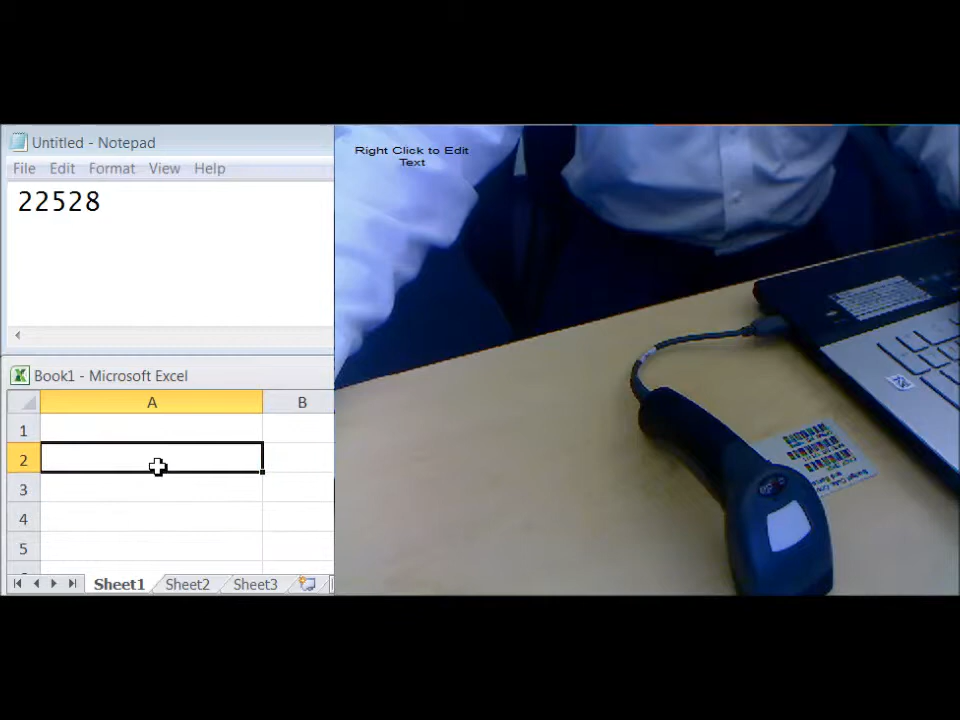 Untitled - Notepad
File Edit Format View Help
22528
Book1 - Microsoft Excel
A B
1
2
3
4
5
Sheet1 Sheet2 Sheet3
Right Click to Edit
Text